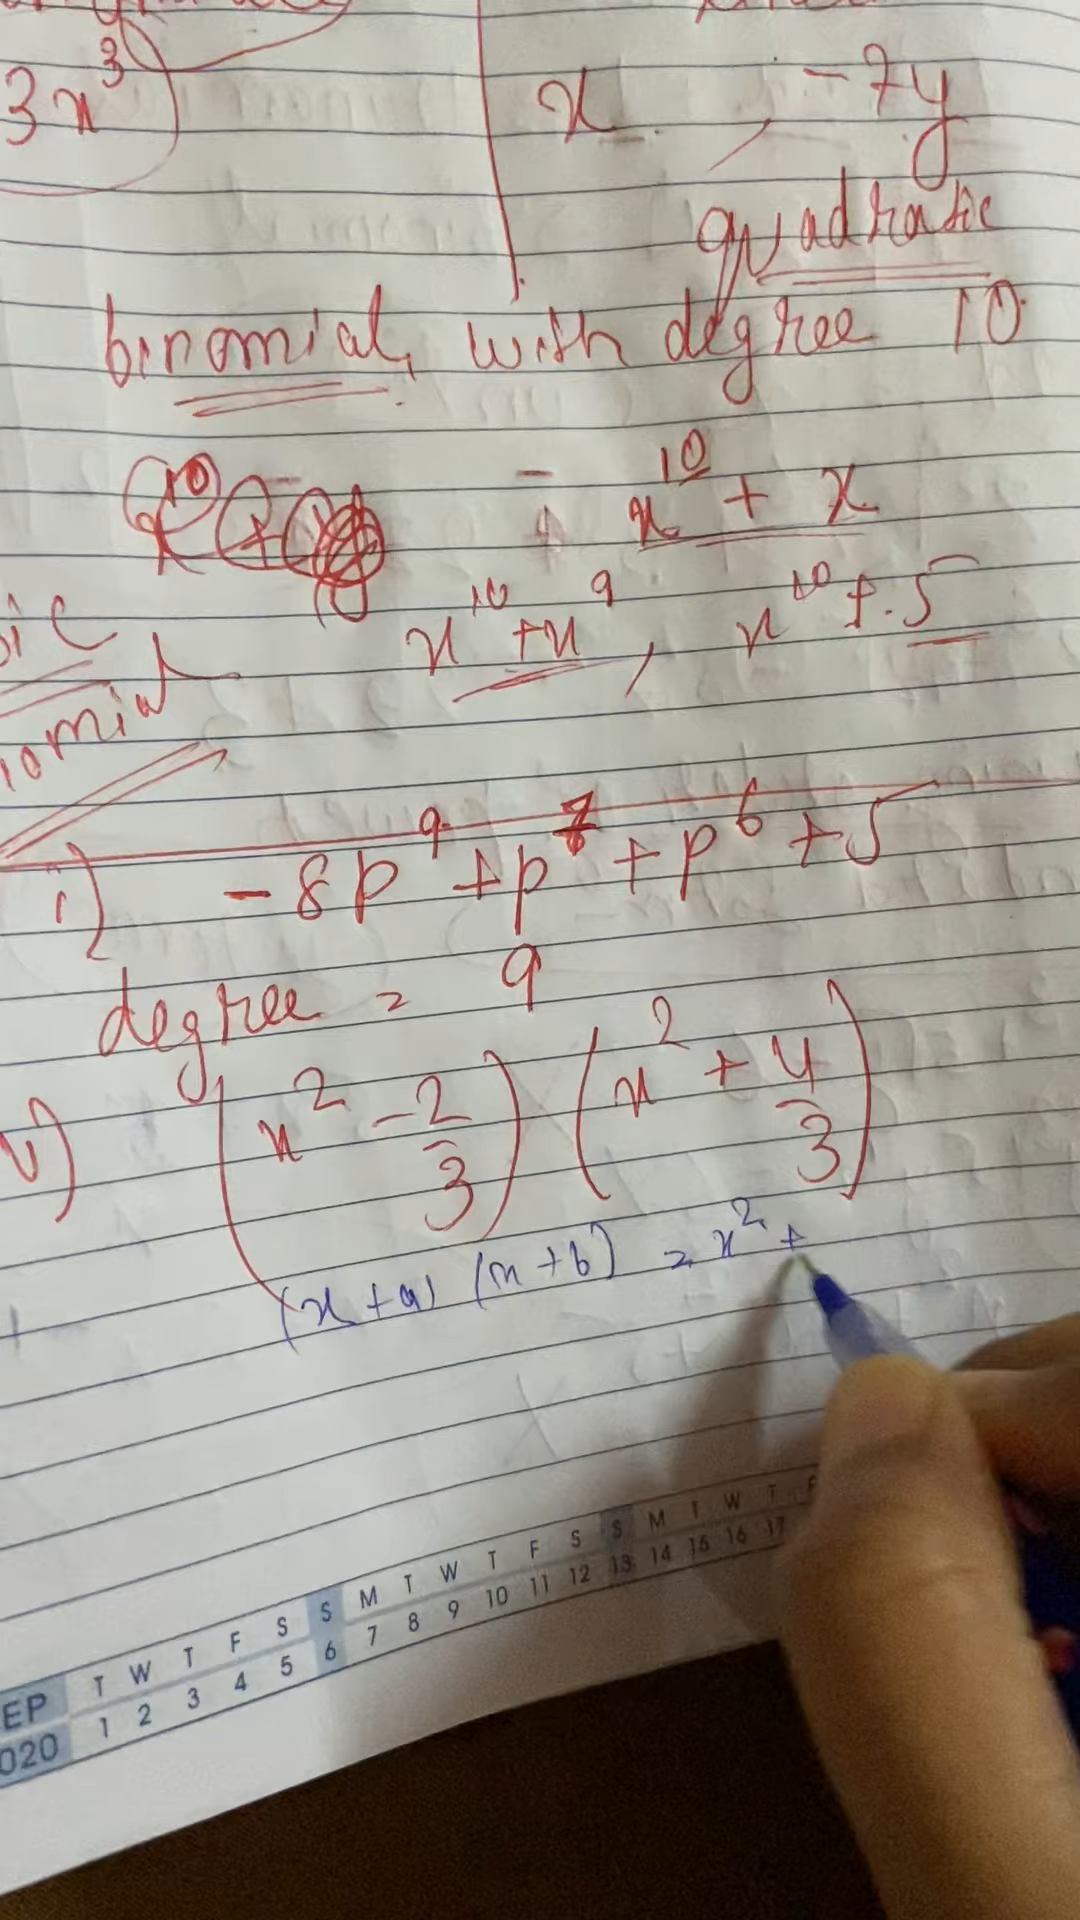 3x³
x , -7y
quadratic
binomial, with degree 10
x¹⁰ + x
x¹⁰ + x⁹ , x¹⁰ + 5
i) -8p⁹ + p⁷ + p⁶ + 5
degree = 9
v) (x² - 2/3) (x² + 4/3)
(x + a) (x + b) = x² +
T W T F S S M T W T F S S M T W T F
EP 1 2 3 4 5 6 7 8 9 10 11 12 13 14 15 16 17
020